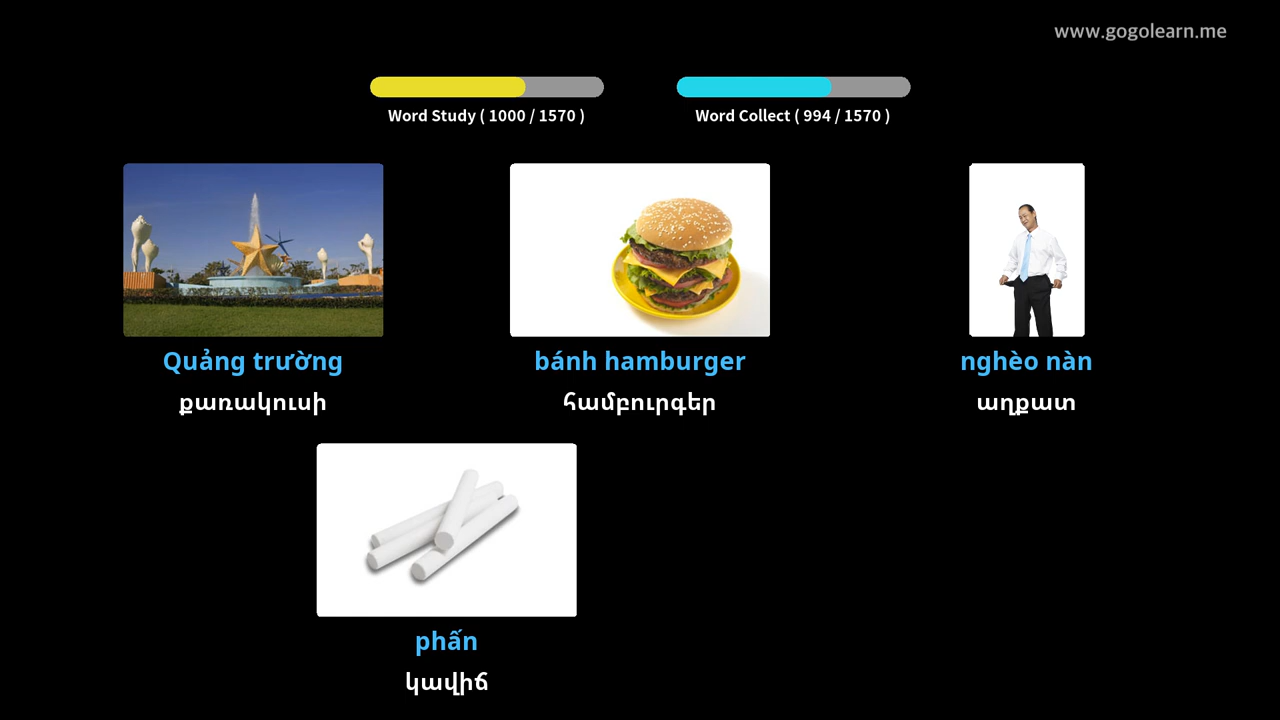 www.gogolearn.me
Word Study ( 1000 / 1570 )
Word Collect ( 994 / 1570 )
Quảng trường
քառակուսի
bánh hamburger
համբուրգեր
nghèo nàn
աղքատ
phấn
կավիճ